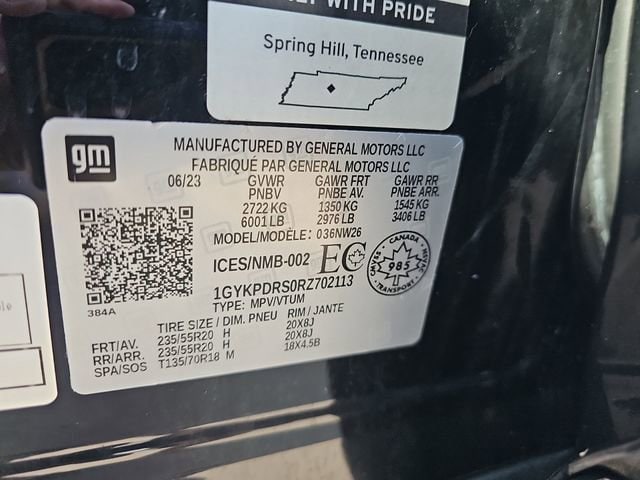 WITH PRIDE
Spring Hill, Tennessee
gm
MANUFACTURED BY GENERAL MOTORS LLC
FABRIQUÉ PAR GENERAL MOTORS LLC
06/23 GVWR GAWR FRT GAWR RR
PNBV PNBE AV. PNBE ARR.
2722 KG 1350 KG 1545 KG
6001 LB 2976 LB 3406 LB
MODEL/MODÈLE: 036NW26
ICES/NMB-002 EC
CANADA
CMVSS 985 NSVAC
TRANSPORT
1GYKPDRS0RZ702113
TYPE: MPV/VTUM
384A
TIRE SIZE / DIM. PNEU RIM / JANTE
FRT/AV. 235/55R20 H 20X8J
RR/ARR. 235/55R20 H 20X8J
SPA/SOS T135/70R18 M 18X4.5B